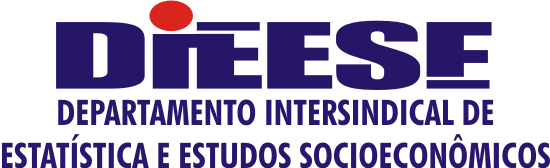 DIEESE
DEPARTAMENTO INTERSINDICAL DE
ESTATÍSTICA E ESTUDOS SOCIOECONÔMICOS